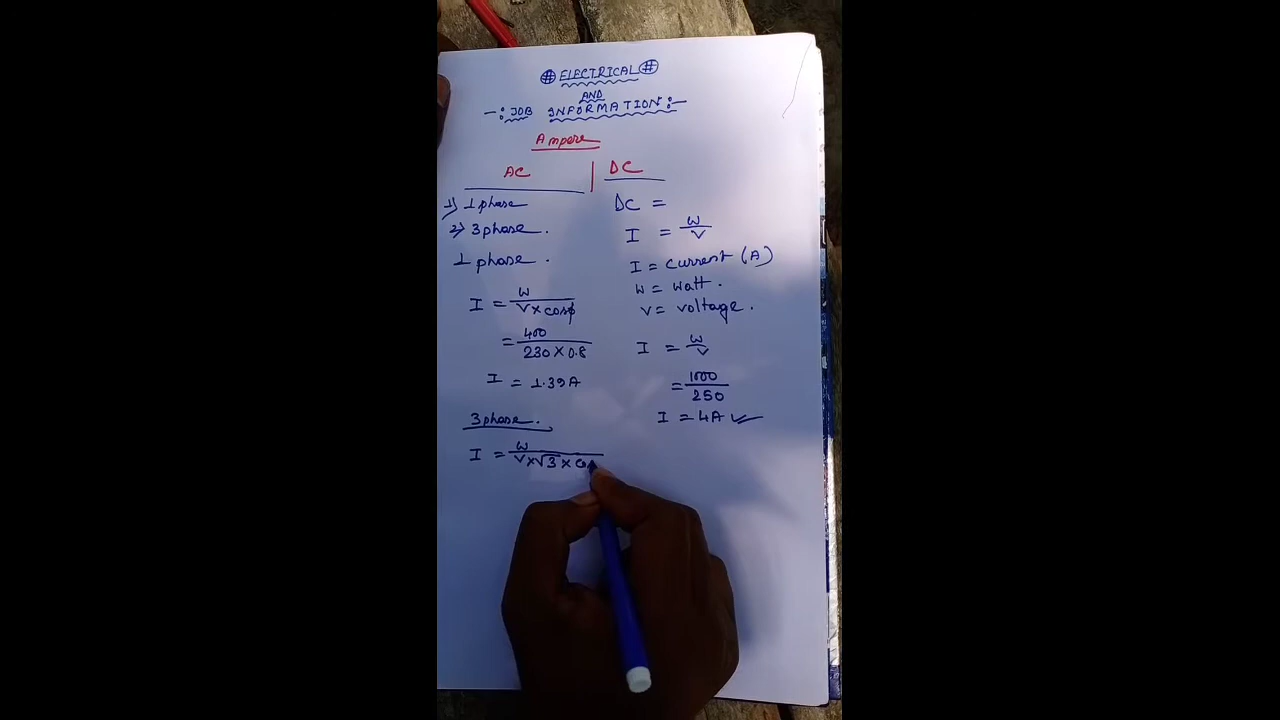 # ELECTRICAL #
AND
-: JOB INFORMATION :-
Ampere
AC | DC
1) 1 phase
2) 3 phase.
1 phase.
I = W / V × cosφ
= 400 / 230 × 0.8
I = 1.39A
3 phase.
I = W / V × √3 × co
DC =
I = W / V
I = current (A)
W = watt.
V = voltage.
I = W / V
= 1000 / 250
I = 4A ✓